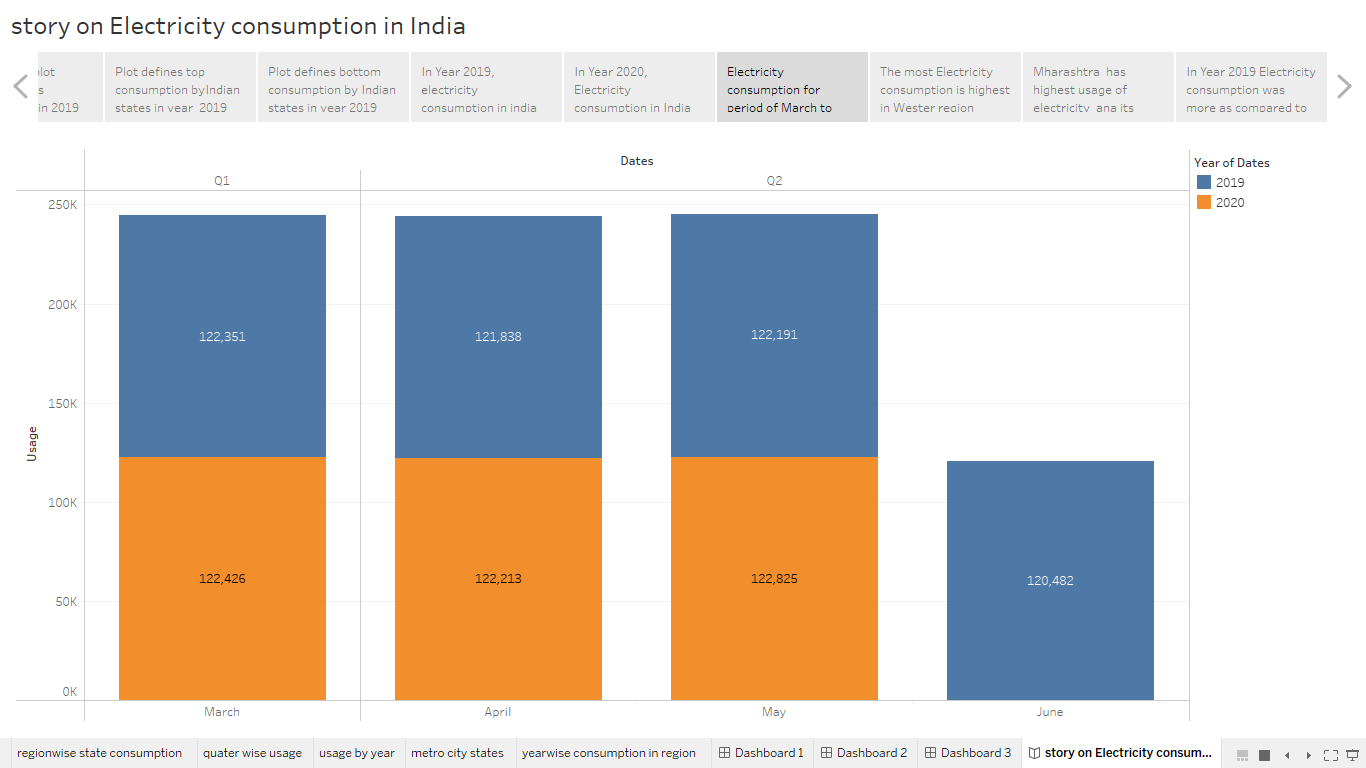 story on Electricity consumption in India
in 2019
Plot defines top
consumption byIndian
states in year 2019
Plot defines bottom
consumption by Indian
states in year 2019
In Year 2019,
electricity
consumption in india
In Year 2020,
Electricity
consumption in India
Electricity
consumption for
period of March to
The most Electricity
consumption is highest
in Wester region
Mharashtra has
highest usage of
electricity ana its
In Year 2019 Electricity
consumption was
more as compared to
Dates
Q1
Q2
Year of Dates
2019
2020
250K
200K
150K
100K
50K
0K
Usage
122,351
121,838
122,191
122,426
122,213
122,825
120,482
March
April
May
June
regionwise state consumption
quater wise usage
usage by year
metro city states
yearwise consumption in region
Dashboard 1
Dashboard 2
Dashboard 3
story on Electricity consum...